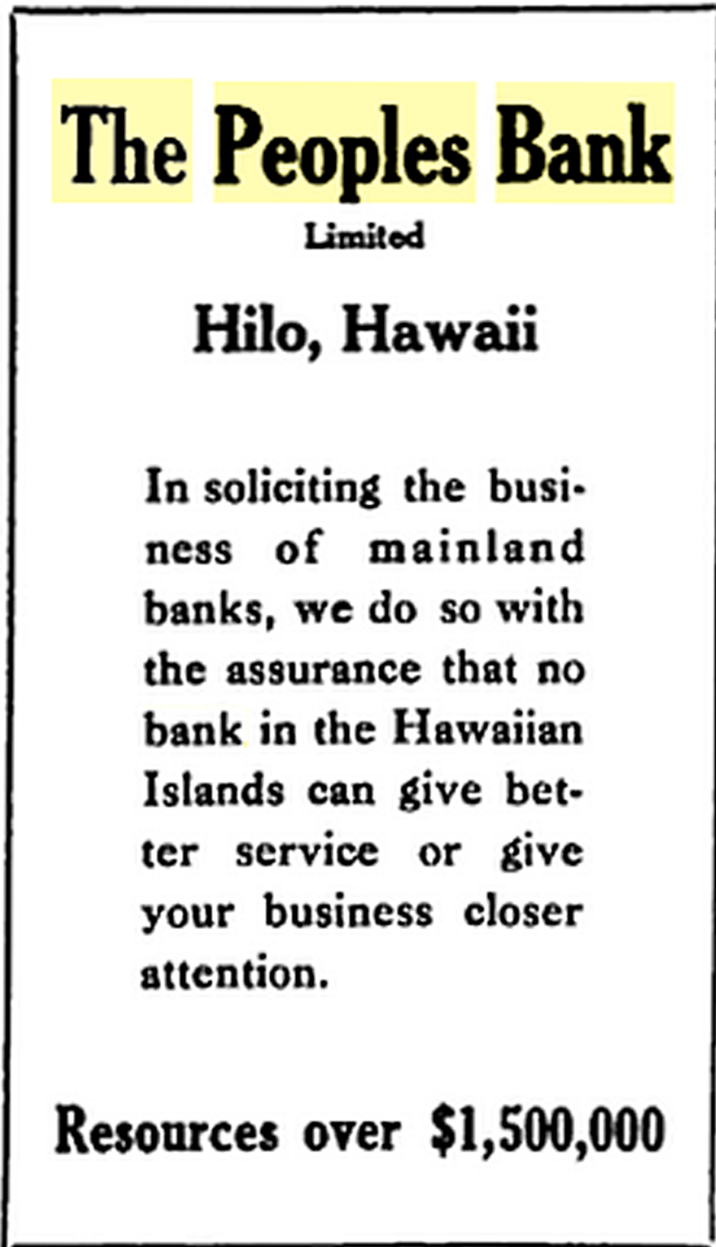 The Peoples Bank
Limited
Hilo, Hawaii
In soliciting the busi-
ness of mainland
banks, we do so with
the assurance that no
bank in the Hawaiian
Islands can give bet-
ter service or give
your business closer
attention.
Resources over $1,500,000